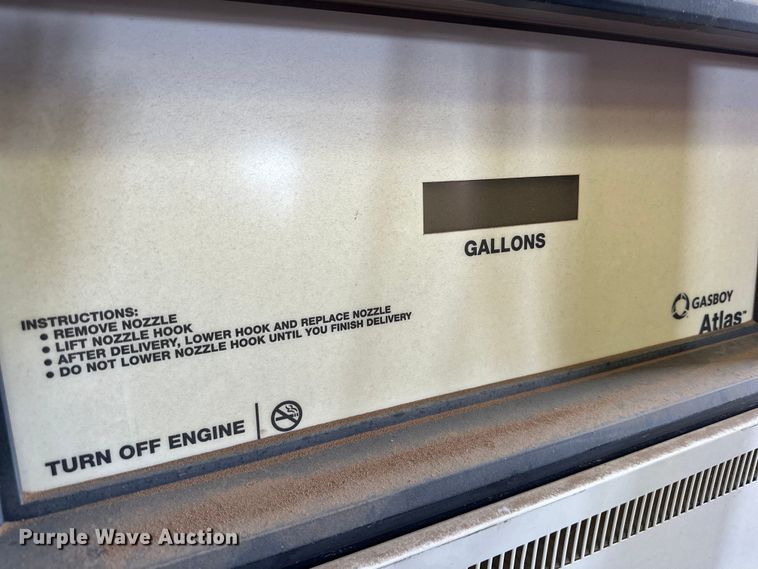 GALLONS
INSTRUCTIONS:
• REMOVE NOZZLE
• LIFT NOZZLE HOOK
• AFTER DELIVERY, LOWER HOOK AND REPLACE NOZZLE
• DO NOT LOWER NOZZLE HOOK UNTIL YOU FINISH DELIVERY
GASBOY
Atlas™
TURN OFF ENGINE
Purple Wave Auction